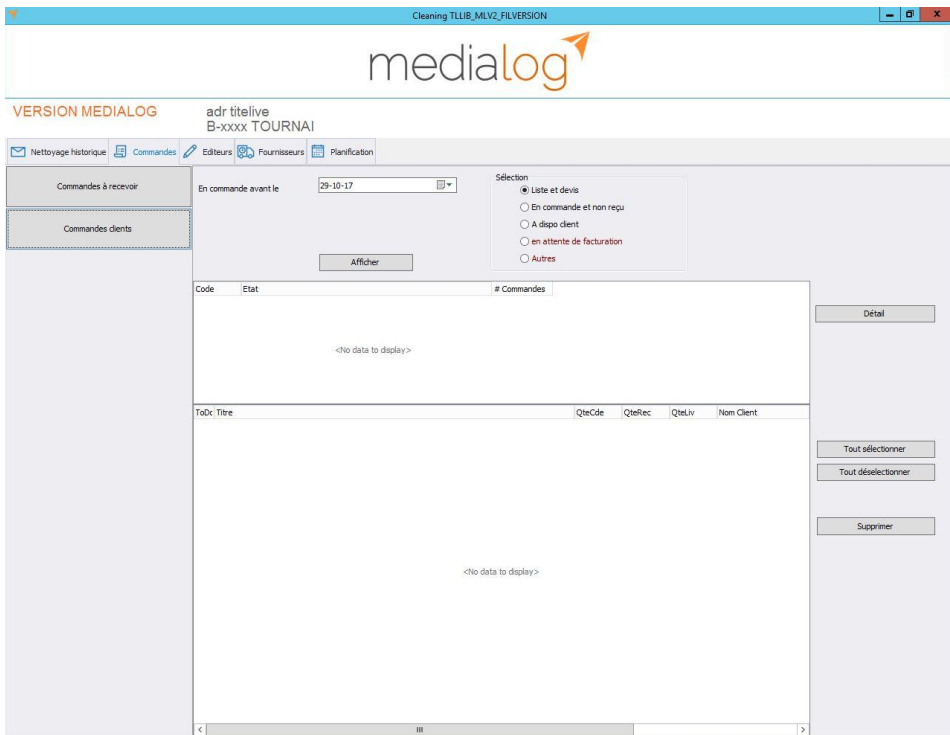 Cleaning TLLIB_MLV2_FILVERSION
medialog
VERSION MEDIALOG
adr titelive
B-xxxx TOURNAI
Nettoyage historique Commandes Editeurs Fournisseurs Planification
Commandes à recevoir
Commandes clients
En commande avant le 29-10-17
Sélection
Liste et devis
En commande et non reçu
A dispo client
en attente de facturation
Autres
Afficher
Code Etat # Commandes
<No data to display>
Détail
ToDc Titre QteCde QteRec QteLiv Nom Client
Tout sélectionner
Tout déselectionner
Supprimer
<No data to display>